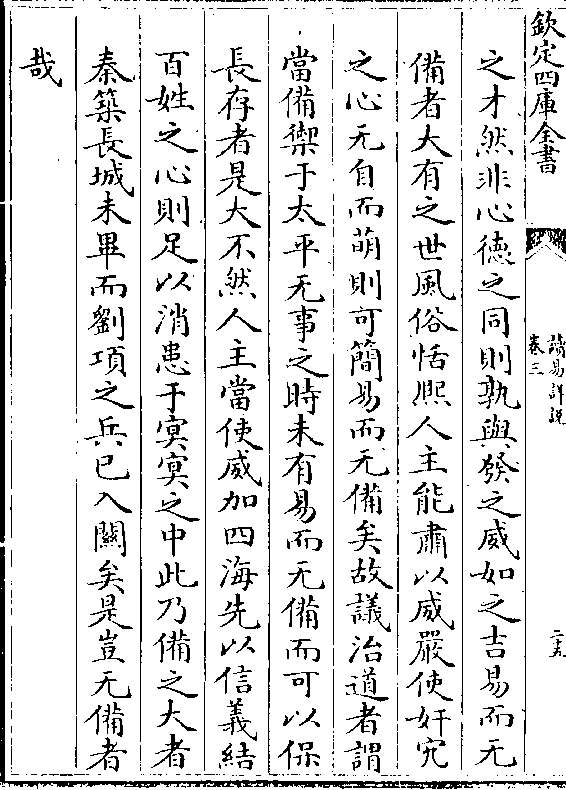 欽定四庫全書
讀易詳說
卷三
二十五
之才然非心德之同則孰與發之威如之吉易而无
備者大有之世風俗恬熈人主能肅以威嚴使奸宄
之心无自而萌則可簡易而无備矣故議治道者謂
當備禦于太平无事之時未有易而无備而可以保
長存者是大不然人主當使威加四海先以信義結
百姓之心則足以消患于冥冥之中此乃備之大者
秦築長城未畢而劉項之兵已入關矣是豈无備者
哉